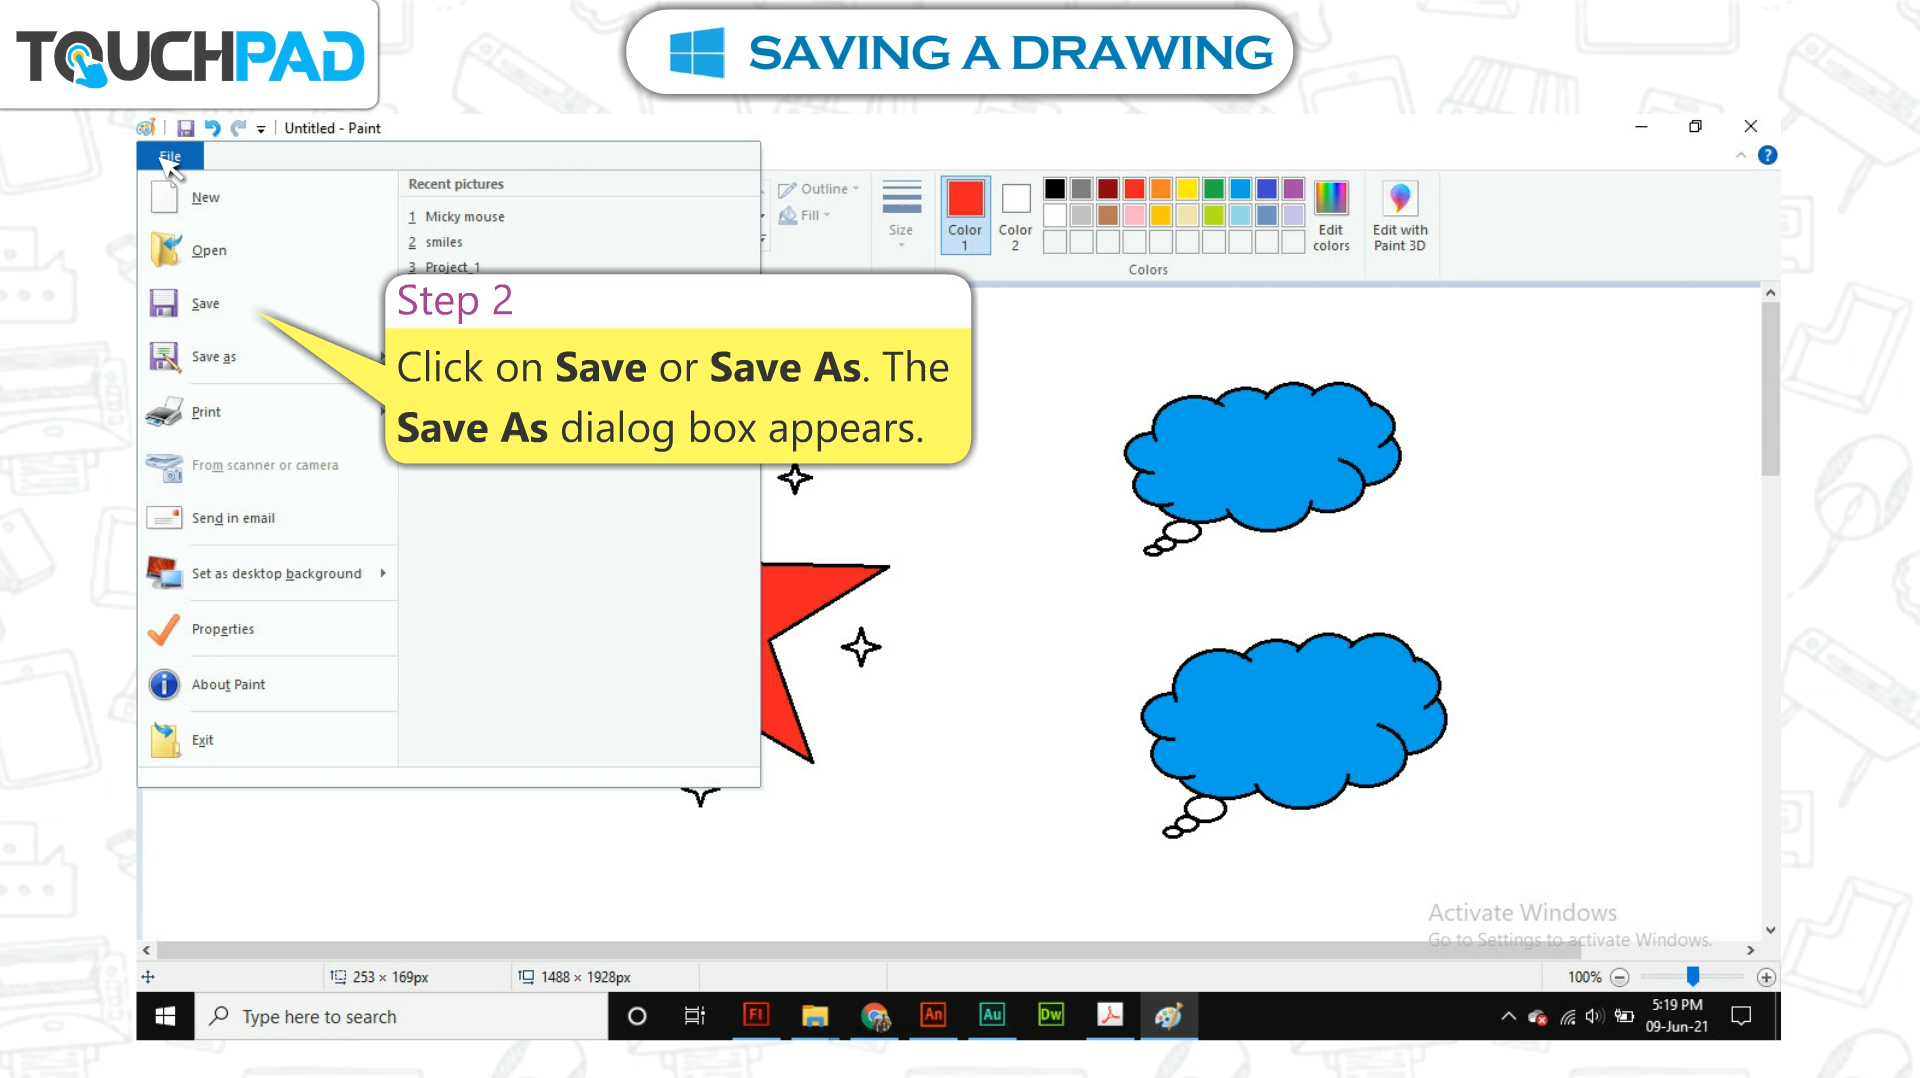 TOUCHPAD
SAVING A DRAWING
Untitled - Paint
File
New
Open
Save
Save as
Print
From scanner or camera
Send in email
Set as desktop background
Properties
About Paint
Exit
Recent pictures
1 Micky mouse
2 smiles
3 Project_1
Outline
Fill
Size
Color
1
Color
2
Edit
colors
Edit with
Paint 3D
Colors
Step 2
Click on Save or Save As. The
Save As dialog box appears.
Activate Windows
Go to Settings to activate Windows.
253 × 169px
1488 × 1928px
100%
Type here to search
Fl
An
Au
Dw
5:19 PM
09-Jun-21